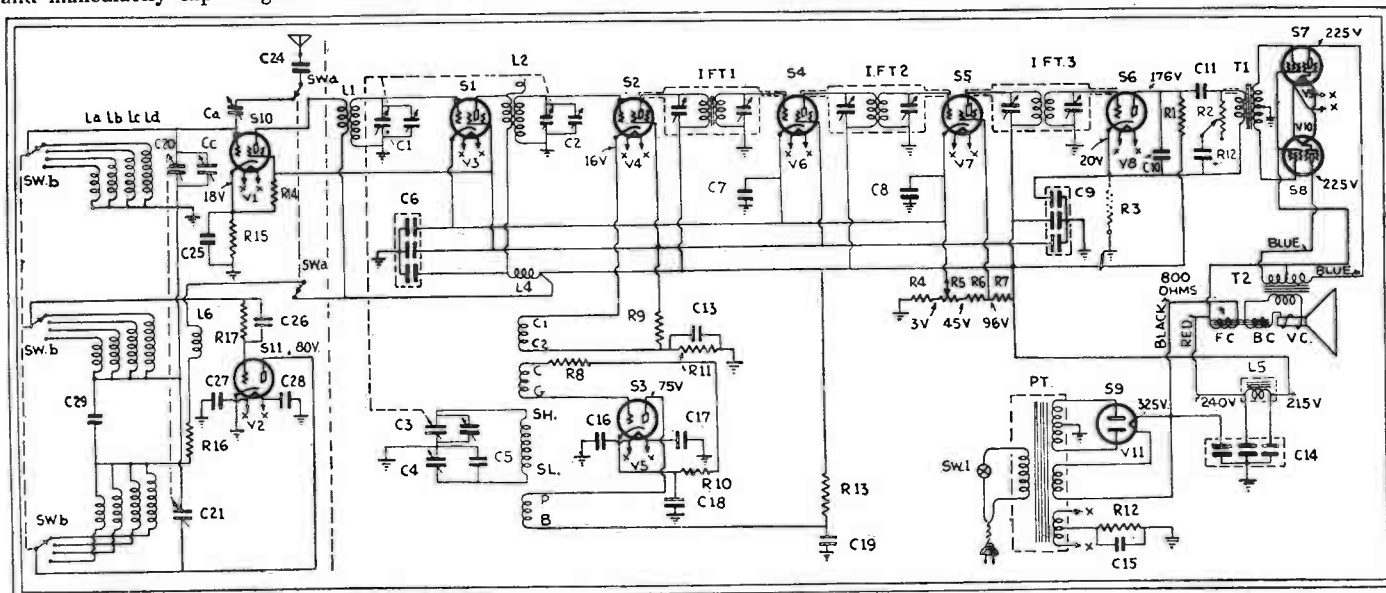 C24
SWa
Ca
La Lb Lc Ld
S10
C20
Cc
SW.b
18V
V1
R14
C25
R15
SWa
L1
C1
S1
V3
L2
C2
S2
16V
V4
I FT1
C7
S4
V6
I.FT2
C8
S5
V7
I FT.3
S6
176V
20V
V8
C10
R1
C11
R2
R12
T1
S7
225V
V9
V10
S8
225V
C6
L4
C9
R3
R4
R5
R6
R7
3V
45V
96V
BLUE
BLUE
T2
800
OHMS
BLACK
RED
FC
BC
V.C.
L5
240V
215V
C14
L6
R17
C26
SW.b
S11
80V
C27
C28
V2
C29
R16
SWb
C21
C1
C2
R9
C13
R11
C
G
R8
S3
75V
C16
C17
V5
R10
C18
SH.
SL.
C3
C4
C5
P
B
R13
C19
PT.
SW.1
S9
325V
V11
R12
C15